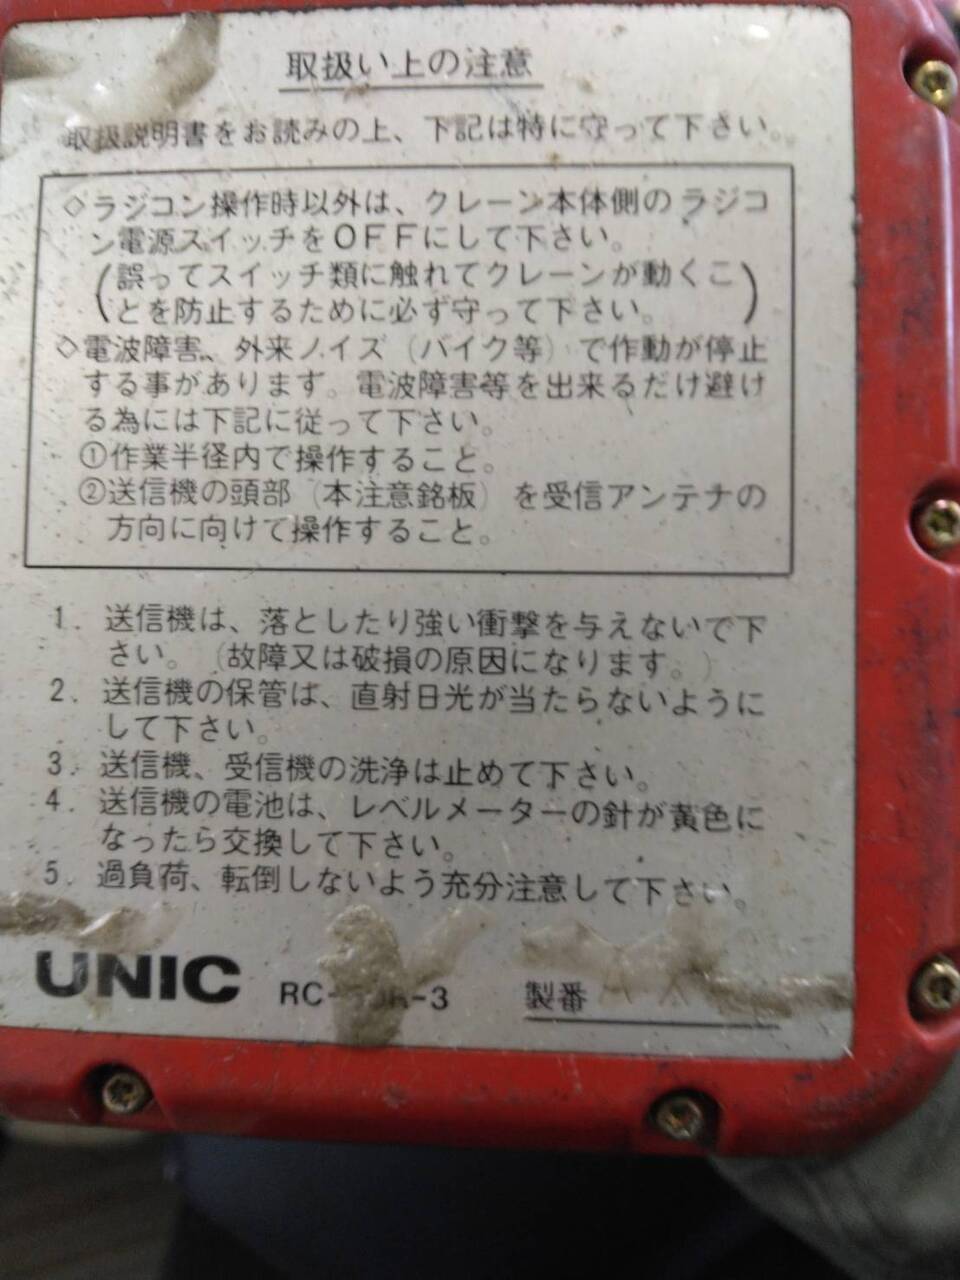 取扱い上の注意
取扱説明書をお読みの上、下記は特に守って下さい。
◇ラジコン操作時以外は、クレーン本体側のラジコ
ン電源スイッチをOFFにして下さい。
(誤ってスイッチ類に触れてクレーンが動くこ
とを防止するために必ず守って下さい。)
◇電波障害、外来ノイズ(バイク等)で作動が停止
する事があります。電波障害等を出来るだけ避け
る為には下記に従って下さい。
①作業半径内で操作すること。
②送信機の頭部(本注意銘板)を受信アンテナの
方向に向けて操作すること。
1. 送信機は、落としたり強い衝撃を与えないで下
さい。(故障又は破損の原因になります。)
2. 送信機の保管は、直射日光が当たらないように
して下さい。
3. 送信機、受信機の洗浄は止めて下さい。
4. 送信機の電池は、レベルメーターの針が黄色に
なったら交換して下さい。
5. 過負荷、転倒しないよう充分注意して下さい。
UNIC
製番